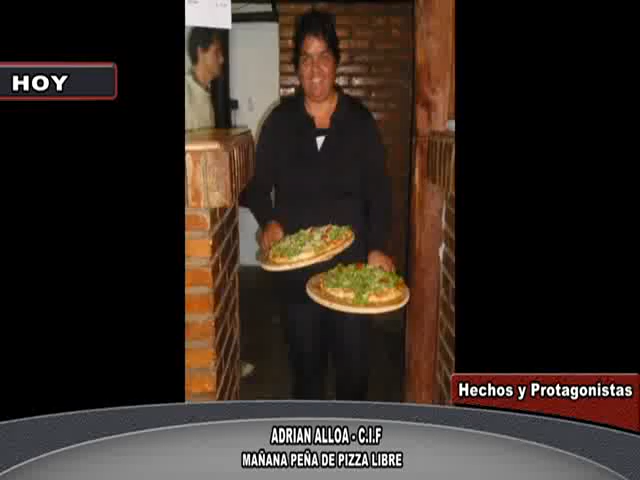 HOY
Hechos y Protagonistas
ADRIAN ALLOA - C.I.F
MAÑANA PEÑA DE PIZZA LIBRE